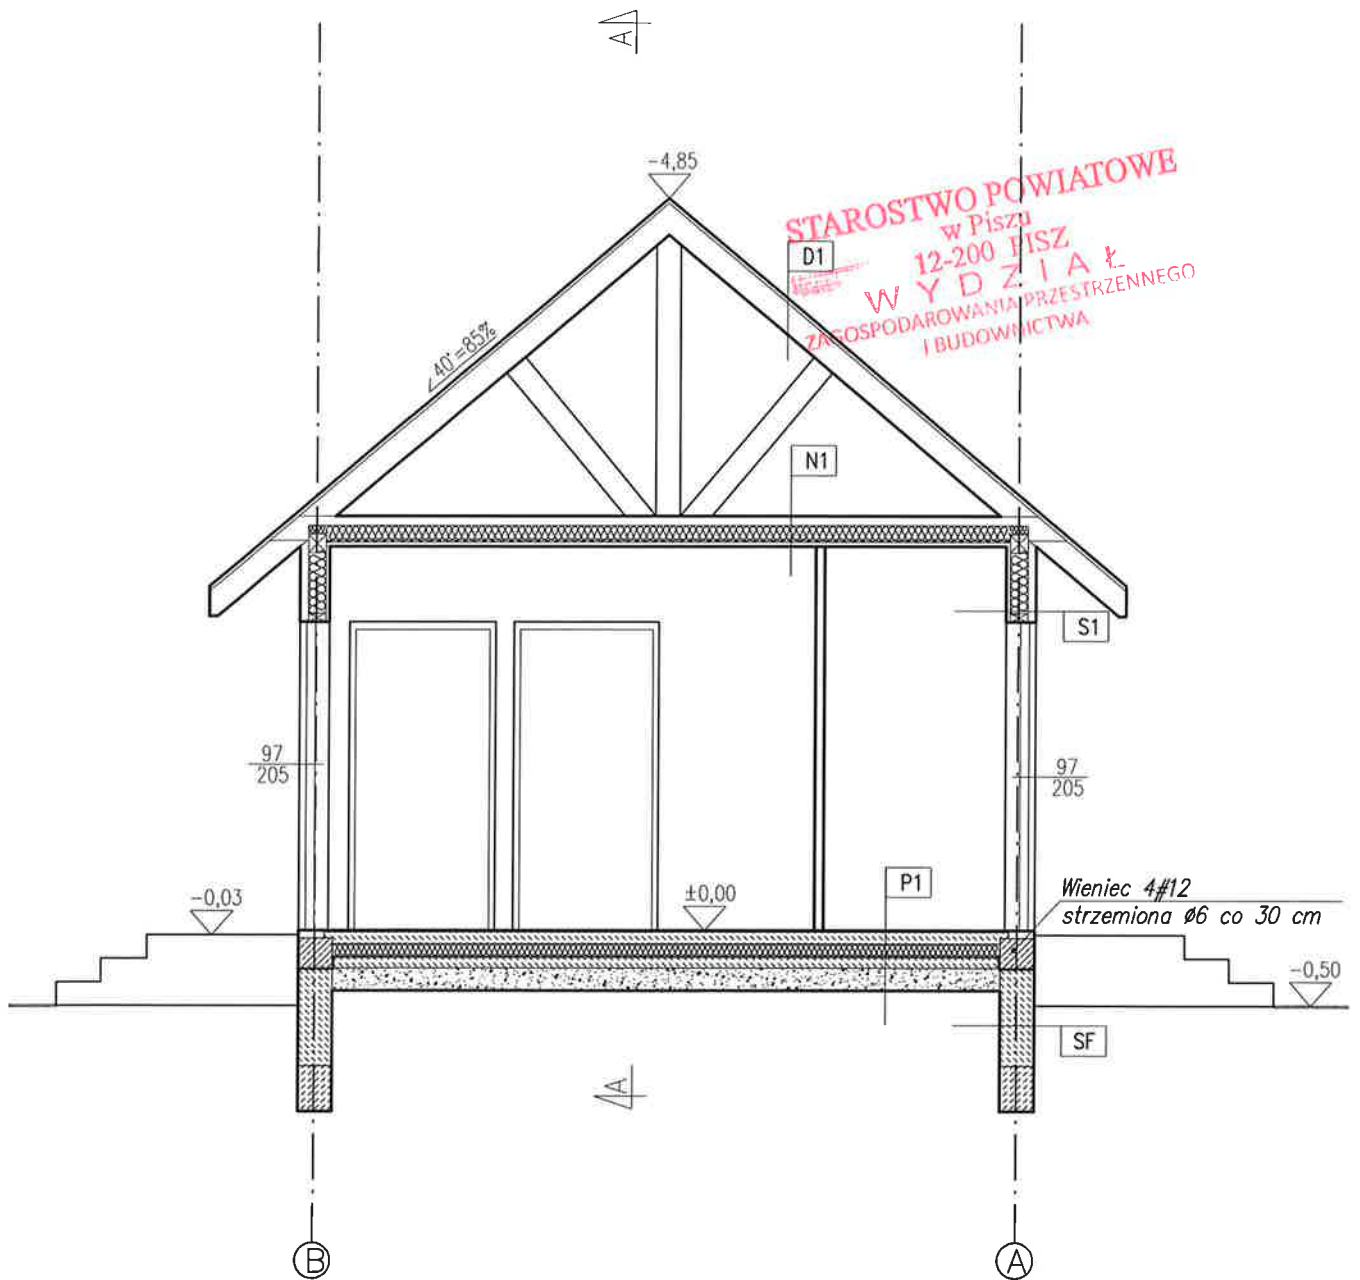 A
-4,85
STAROSTWO POWIATOWE
w Piszu
12-200 PISZ
W Y D Z I A Ł
ZAGOSPODAROWANIA PRZESTRZENNEGO
I BUDOWNICTWA
D1
∠40°=85%
N1
S1
97
205
97
205
P1
Wieniec 4#12
strzemiona ø6 co 30 cm
-0,03
±0,00
-0,50
SF
A
B
A